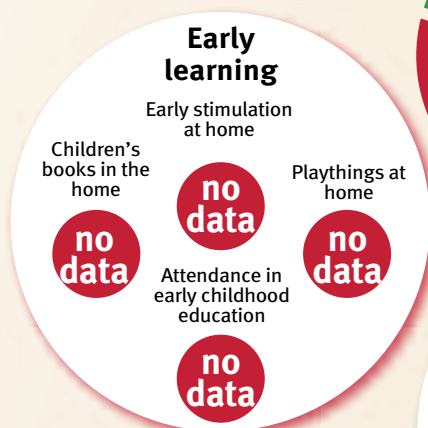 Early
learning
Early stimulation
at home
no
data
Children’s
books in the
home
no
data
Playthings at
home
no
data
Attendance in
early childhood
education
no
data